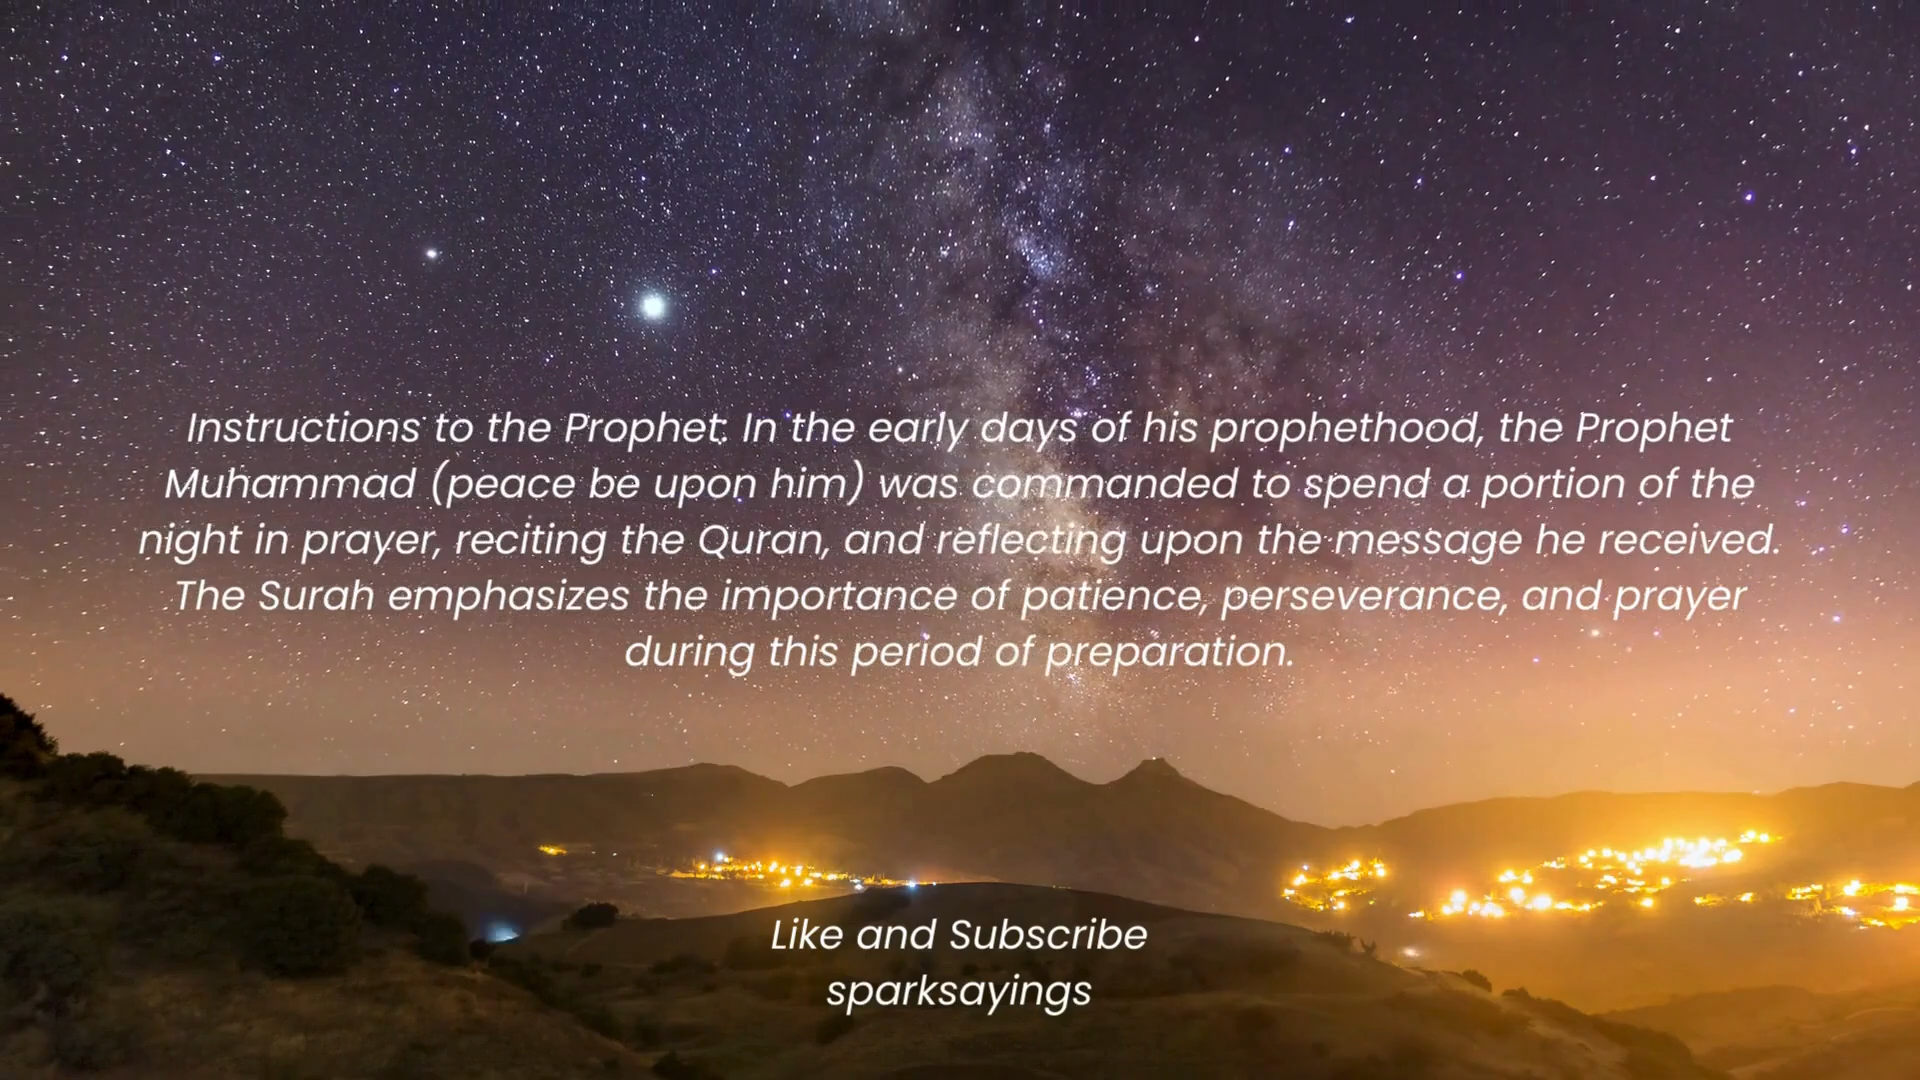 Instructions to the Prophet: In the early days of his prophethood, the Prophet
Muhammad (peace be upon him) was commanded to spend a portion of the
night in prayer, reciting the Quran, and reflecting upon the message he received.
The Surah emphasizes the importance of patience, perseverance, and prayer
during this period of preparation.
Like and Subscribe
sparksayings